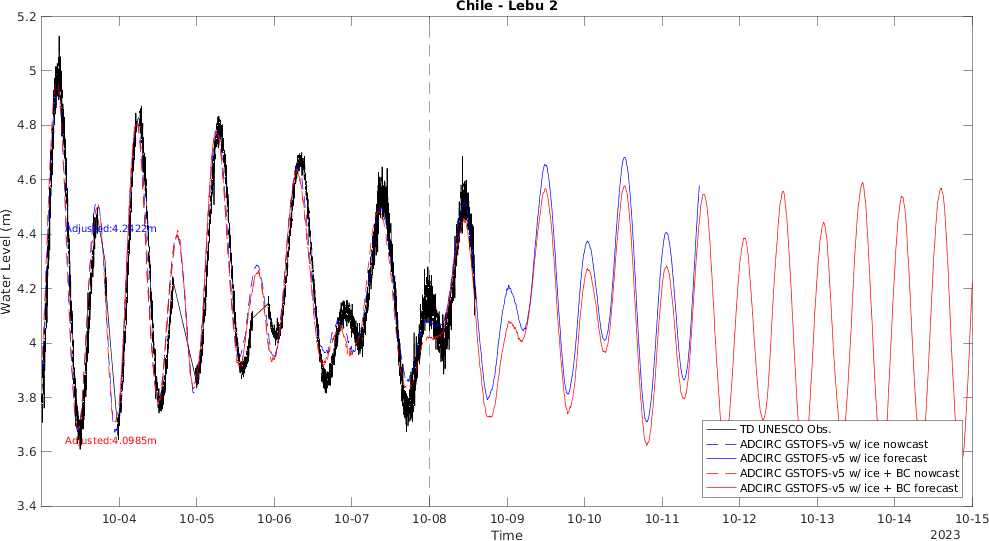 Chile - Lebu 2
5.2
5
4.8
4.6
4.4
4.2
4
3.8
3.6
3.4
Water Level (m)
Adjusted:4.2422m
Adjusted:4.0985m
TD UNESCO Obs.
ADCIRC GSTOFS-v5 w/ ice nowcast
ADCIRC GSTOFS-v5 w/ ice forecast
ADCIRC GSTOFS-v5 w/ ice + BC nowcast
ADCIRC GSTOFS-v5 w/ ice + BC forecast
10-04 10-05 10-06 10-07 10-08 10-09 10-10 10-11 10-12 10-13 10-14 10-15
Time
2023